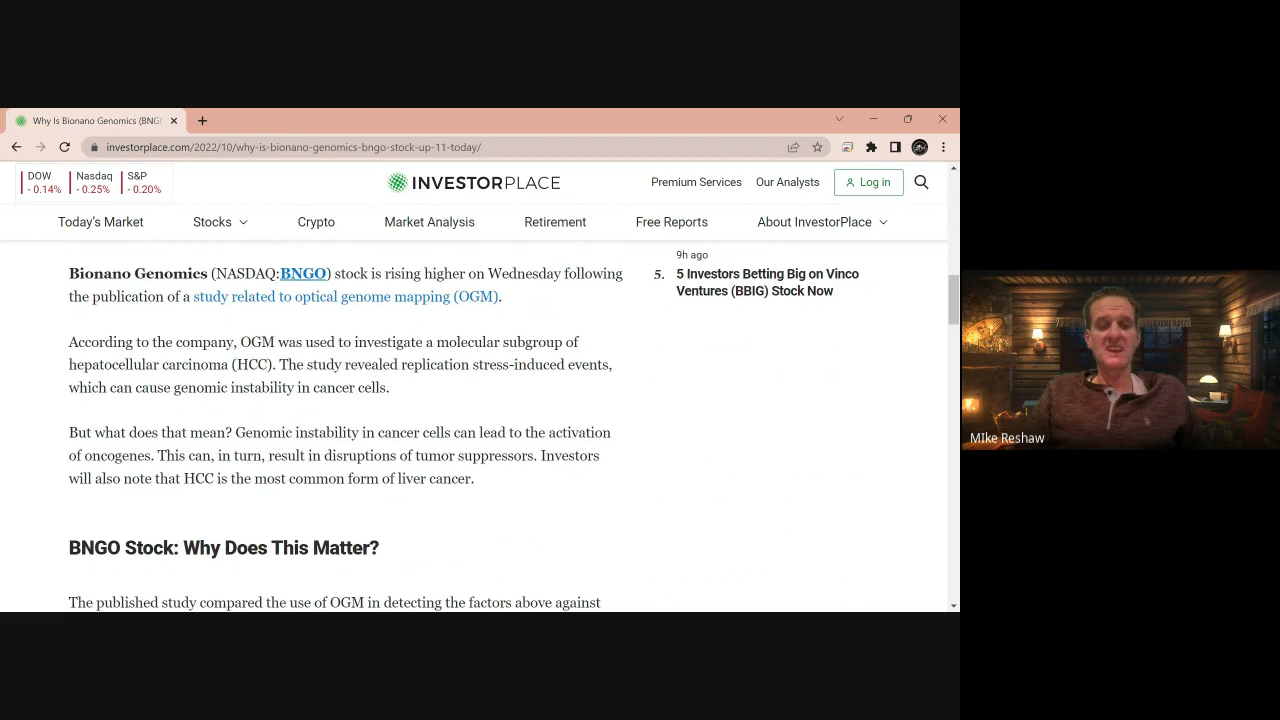 Why Is Bionano Genomics (BNG
investorplace.com/2022/10/why-is-bionano-genomics-bngo-stock-up-11-today/
DOW Nasdaq S&P
- 0.14% - 0.25% - 0.20%
INVESTORPLACE
Premium Services Our Analysts Log in
Today's Market Stocks Crypto Market Analysis Retirement Free Reports About InvestorPlace
9h ago
5. 5 Investors Betting Big on Vinco
Ventures (BBIG) Stock Now
Bionano Genomics (NASDAQ:BNGO) stock is rising higher on Wednesday following
the publication of a study related to optical genome mapping (OGM).
According to the company, OGM was used to investigate a molecular subgroup of
hepatocellular carcinoma (HCC). The study revealed replication stress-induced events,
which can cause genomic instability in cancer cells.
But what does that mean? Genomic instability in cancer cells can lead to the activation
of oncogenes. This can, in turn, result in disruptions of tumor suppressors. Investors
will also note that HCC is the most common form of liver cancer.
BNGO Stock: Why Does This Matter?
The published study compared the use of OGM in detecting the factors above against
MIke Reshaw